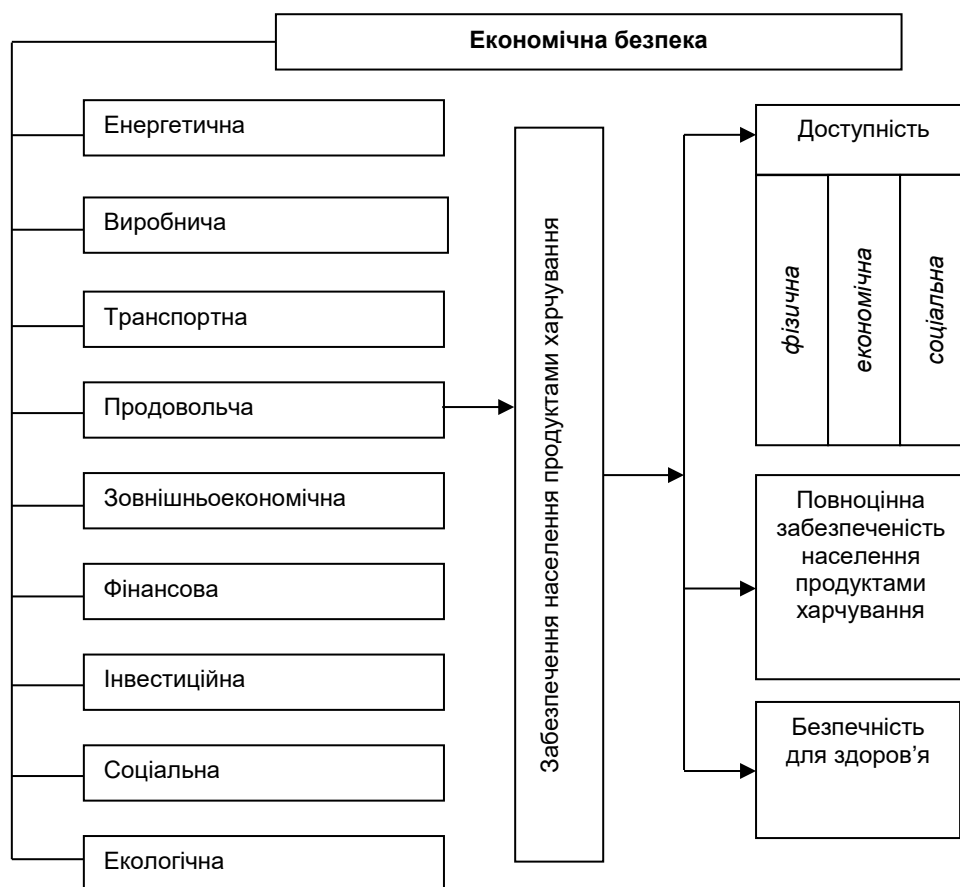 Економічна безпека
Енергетична
Виробнича
Транспортна
Продовольча
Зовнішньоекономічна
Фінансова
Інвестиційна
Соціальна
Екологічна
Забезпечення населення продуктами харчування
Доступність
фізична
економічна
соціальна
Повноцінна
забезпеченість
населення
продуктами
харчування
Безпечність
для здоров’я